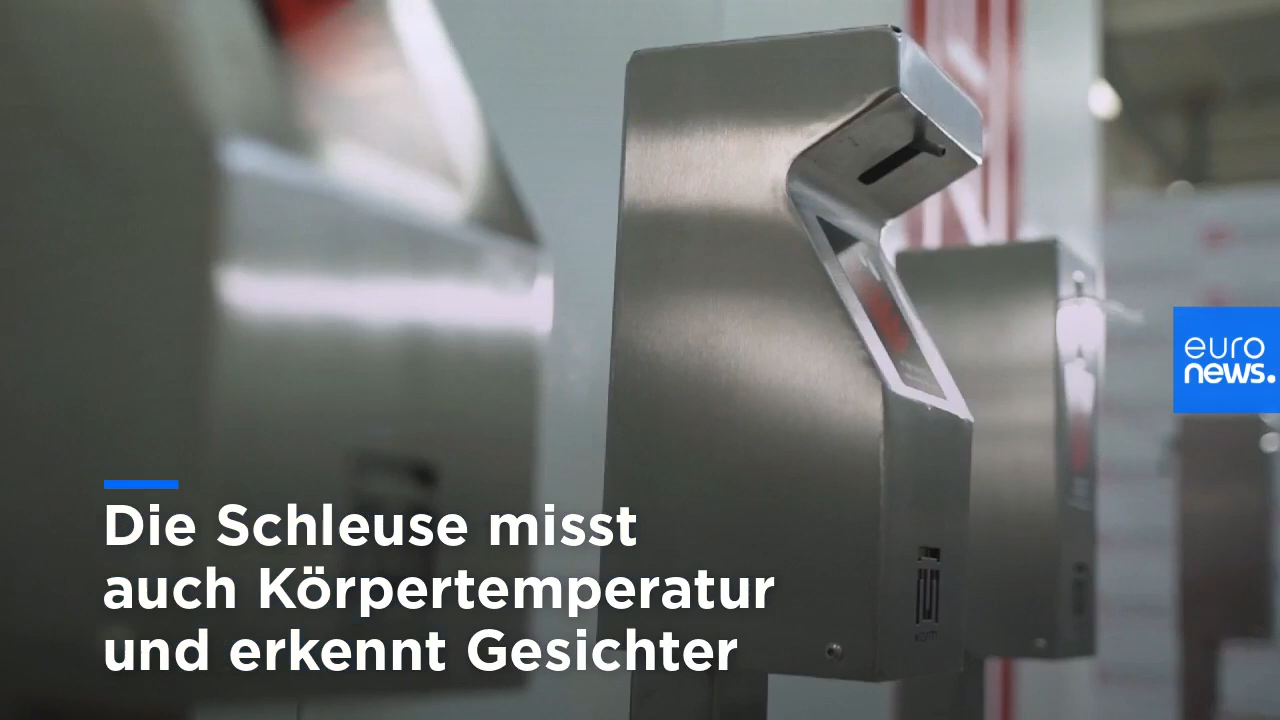 Die Schleuse misst
auch Körpertemperatur
und erkennt Gesichter
euro
news.